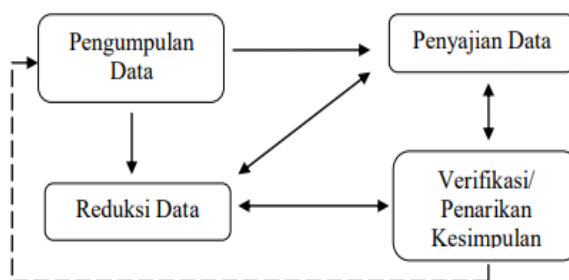 Pengumpulan
Data
Penyajian Data
Reduksi Data
Verifikasi/
Penarikan
Kesimpulan